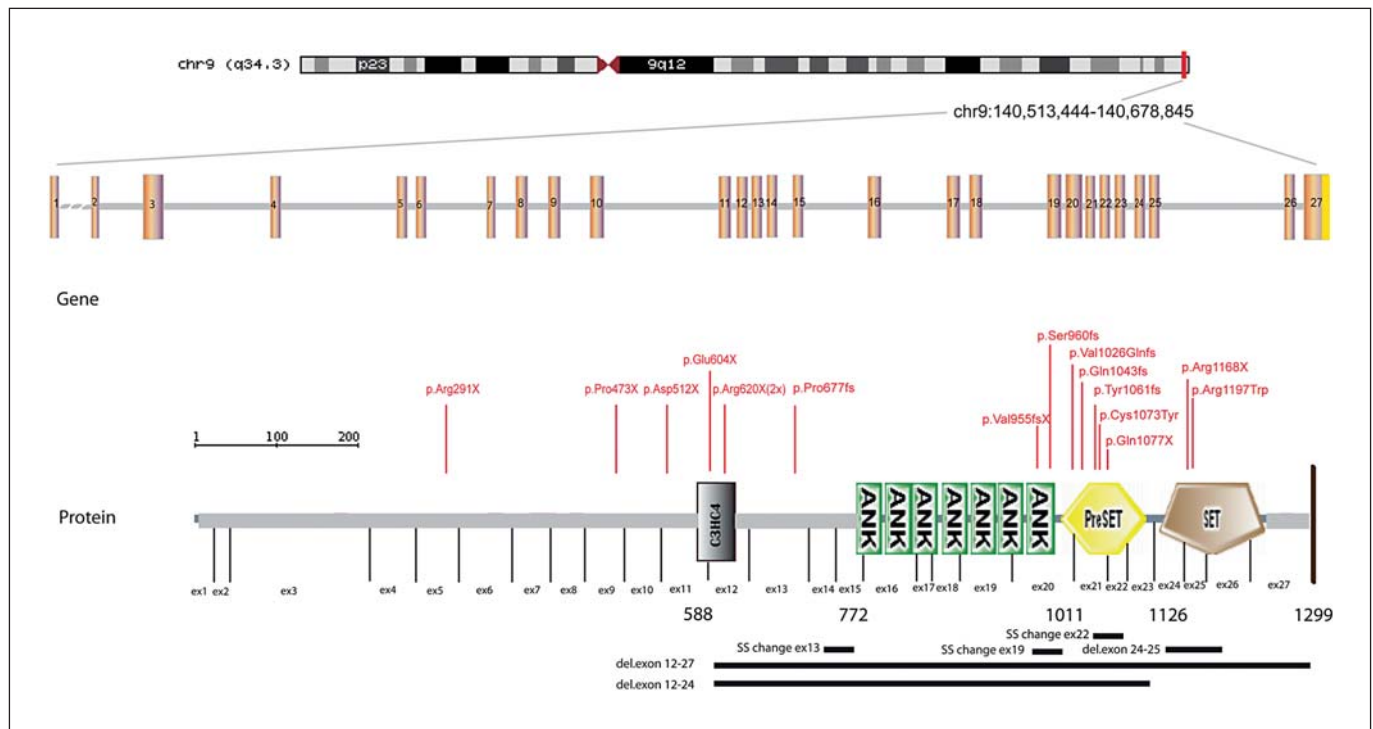 chr9 (q34.3)
p23
9q12
chr9:140,513,444-140,678,845
1 2 3 4 5 6 7 8 9 10 11 12 13 14 15 16 17 18 19 20 21 22 23 24 25 26 27
Gene
p.Ser960fs
p.Glu604X
p.Val1026Glnfs
p.Arg1168X
p.Gln1043fs
p.Arg291X
p.Pro473X
p.Asp512X
p.Arg620X(2x)
p.Pro677fs
p.Tyr1061fs
p.Arg1197Trp
p.Val955fsX
p.Cys1073Tyr
p.Gln1077X
1 100 200
Protein
C3HC4
ANK ANK ANK ANK ANK ANK ANK
PreSET
SET
ex1 ex2 ex3 ex4 ex5 ex6 ex7 ex8 ex9 ex10 ex11 ex12 ex13 ex14 ex15 ex16 ex17 ex18 ex19 ex20 ex21 ex22 ex23 ex24 ex25 ex26 ex27
588 772 1011 1126 1299
SS change ex22
SS change ex13
SS change ex19
del.exon 24-25
del.exon 12-27
del.exon 12-24